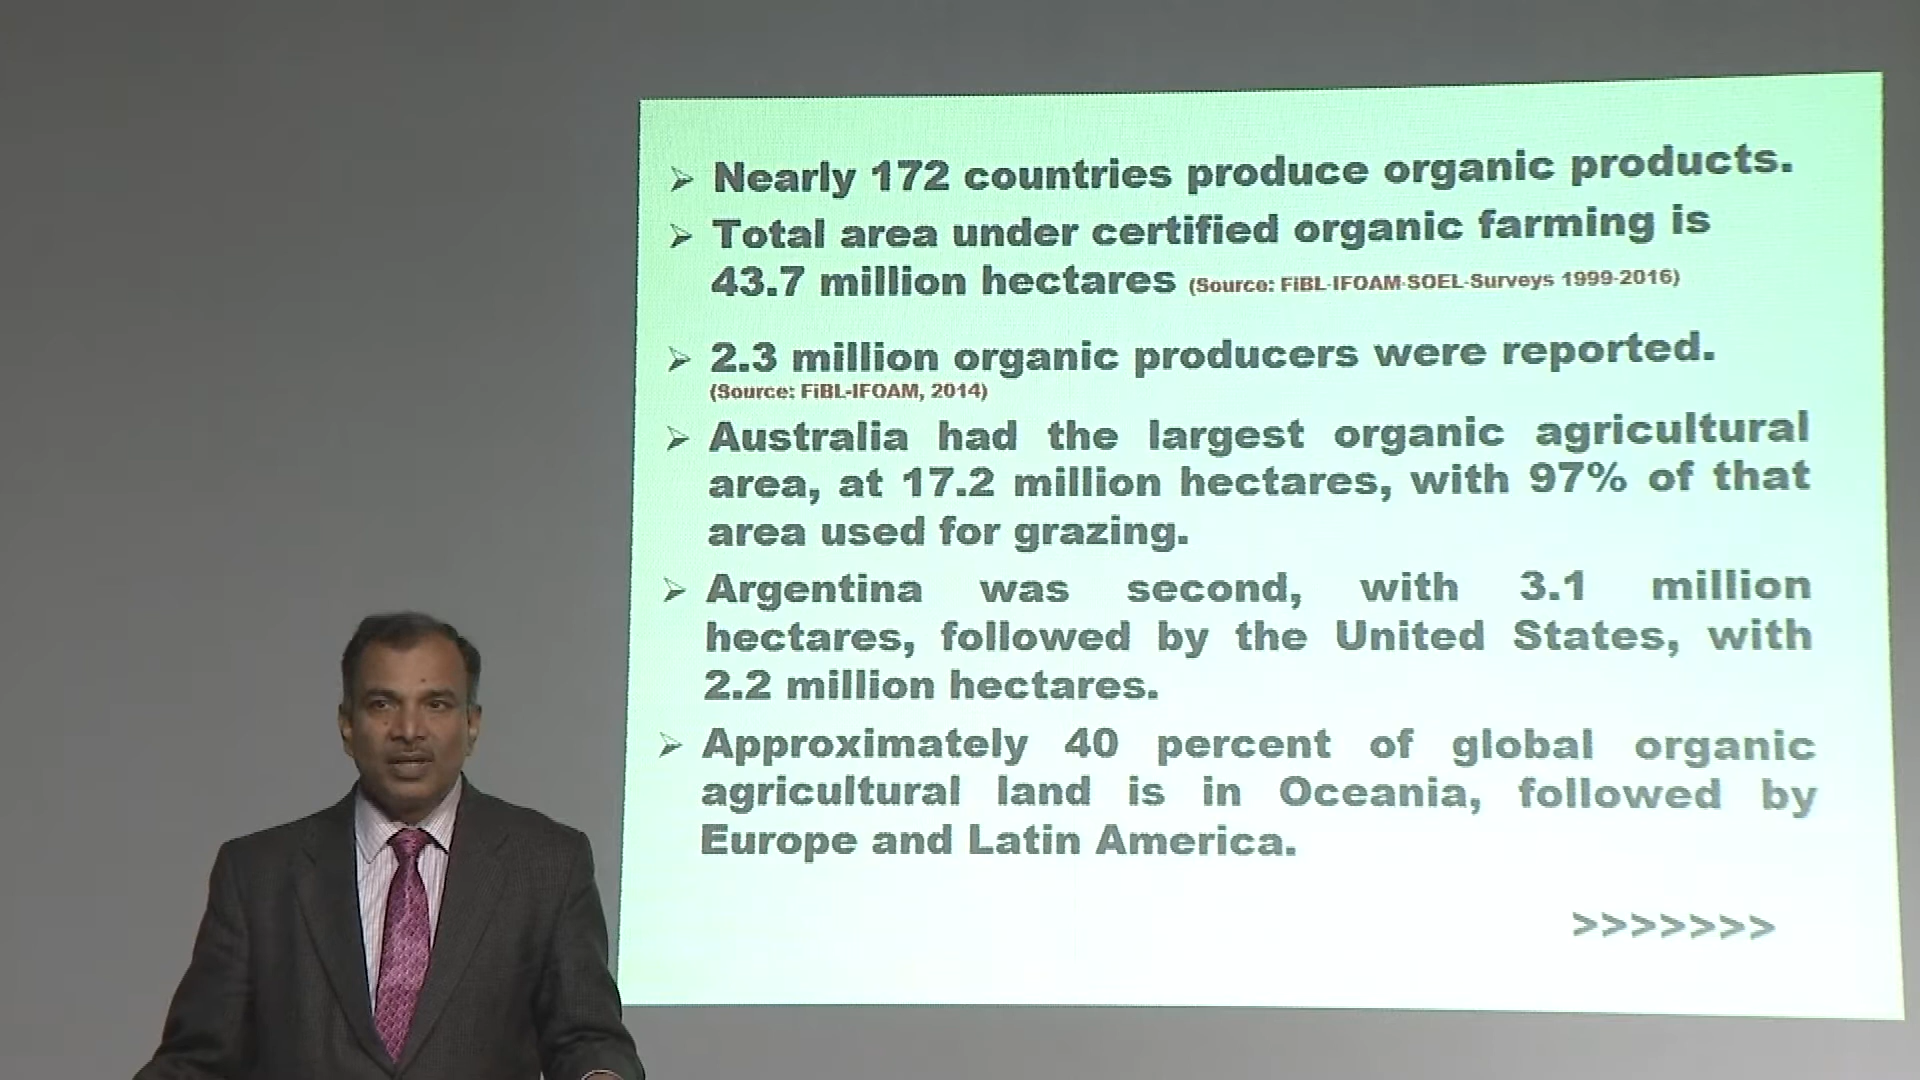 ➢ Nearly 172 countries produce organic products.
➢ Total area under certified organic farming is
43.7 million hectares (Source: FiBL-IFOAM-SOEL-Surveys 1999-2016)
➢ 2.3 million organic producers were reported.
(Source: FiBL-IFOAM, 2014)
➢ Australia had the largest organic agricultural
area, at 17.2 million hectares, with 97% of that
area used for grazing.
➢ Argentina was second, with 3.1 million
hectares, followed by the United States, with
2.2 million hectares.
➢ Approximately 40 percent of global organic
agricultural land is in Oceania, followed by
Europe and Latin America.
>>>>>>>